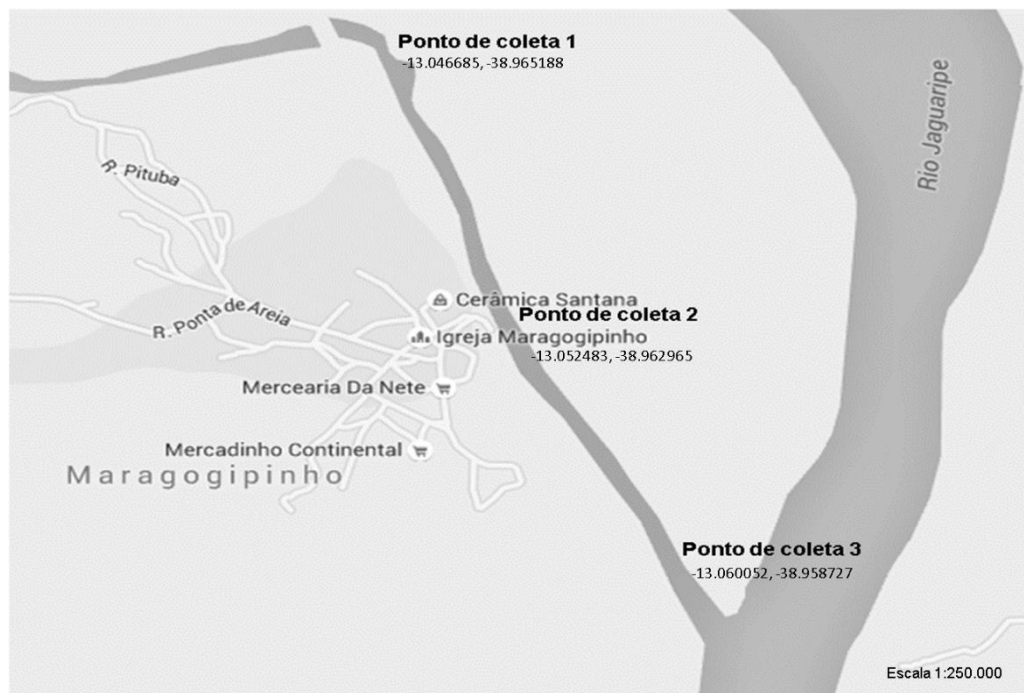 Ponto de coleta 1
-13.046685, -38.965188
Rio Jaguaripe
R. Pituba
Cerâmica Santana
Ponto de coleta 2
R. Ponta de Areia
Igreja Maragogipinho
-13.052483, -38.962965
Mercearia Da Nete
Mercadinho Continental
Maragogipinho
Ponto de coleta 3
-13.060052, -38.958727
Escala 1:250.000